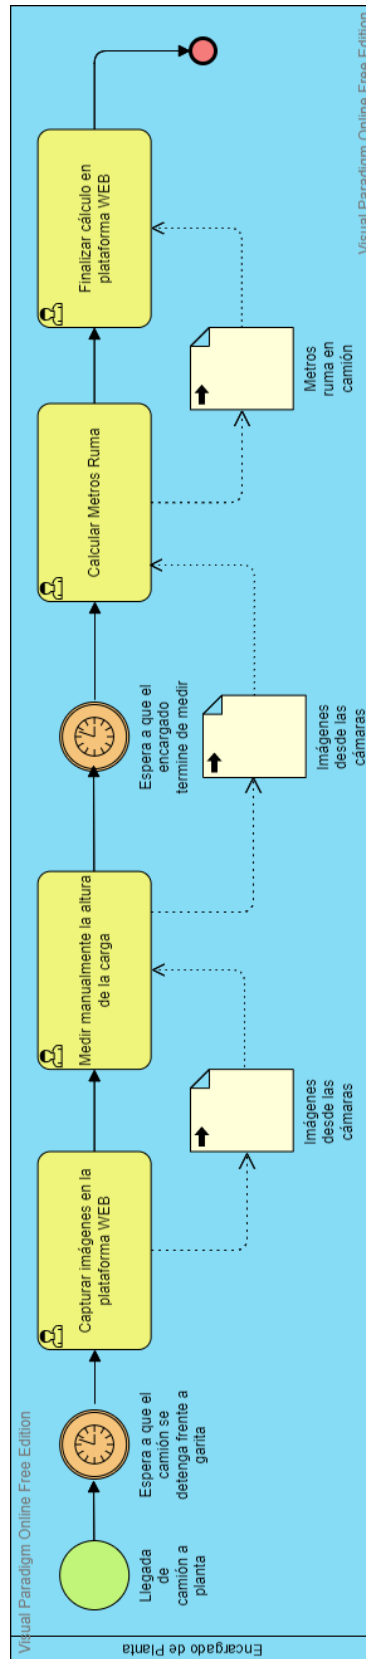 Visual Paradigm Online Free Edition
Encargado de Planta
Llegada
de
camión a
planta
Espera a que el
camión se
detenga frente a
garita
Capturar imágenes en la
plataforma WEB
Imágenes
desde las
cámaras
Medir manualmente la altura
de la carga
Imágenes
desde las
cámaras
Espera a que el
encargado
termine de medir
Calcular Metros Ruma
Metros
ruma en
camión
Finalizar cálculo en
plataforma WEB
Visual Paradigm Online Free Edition